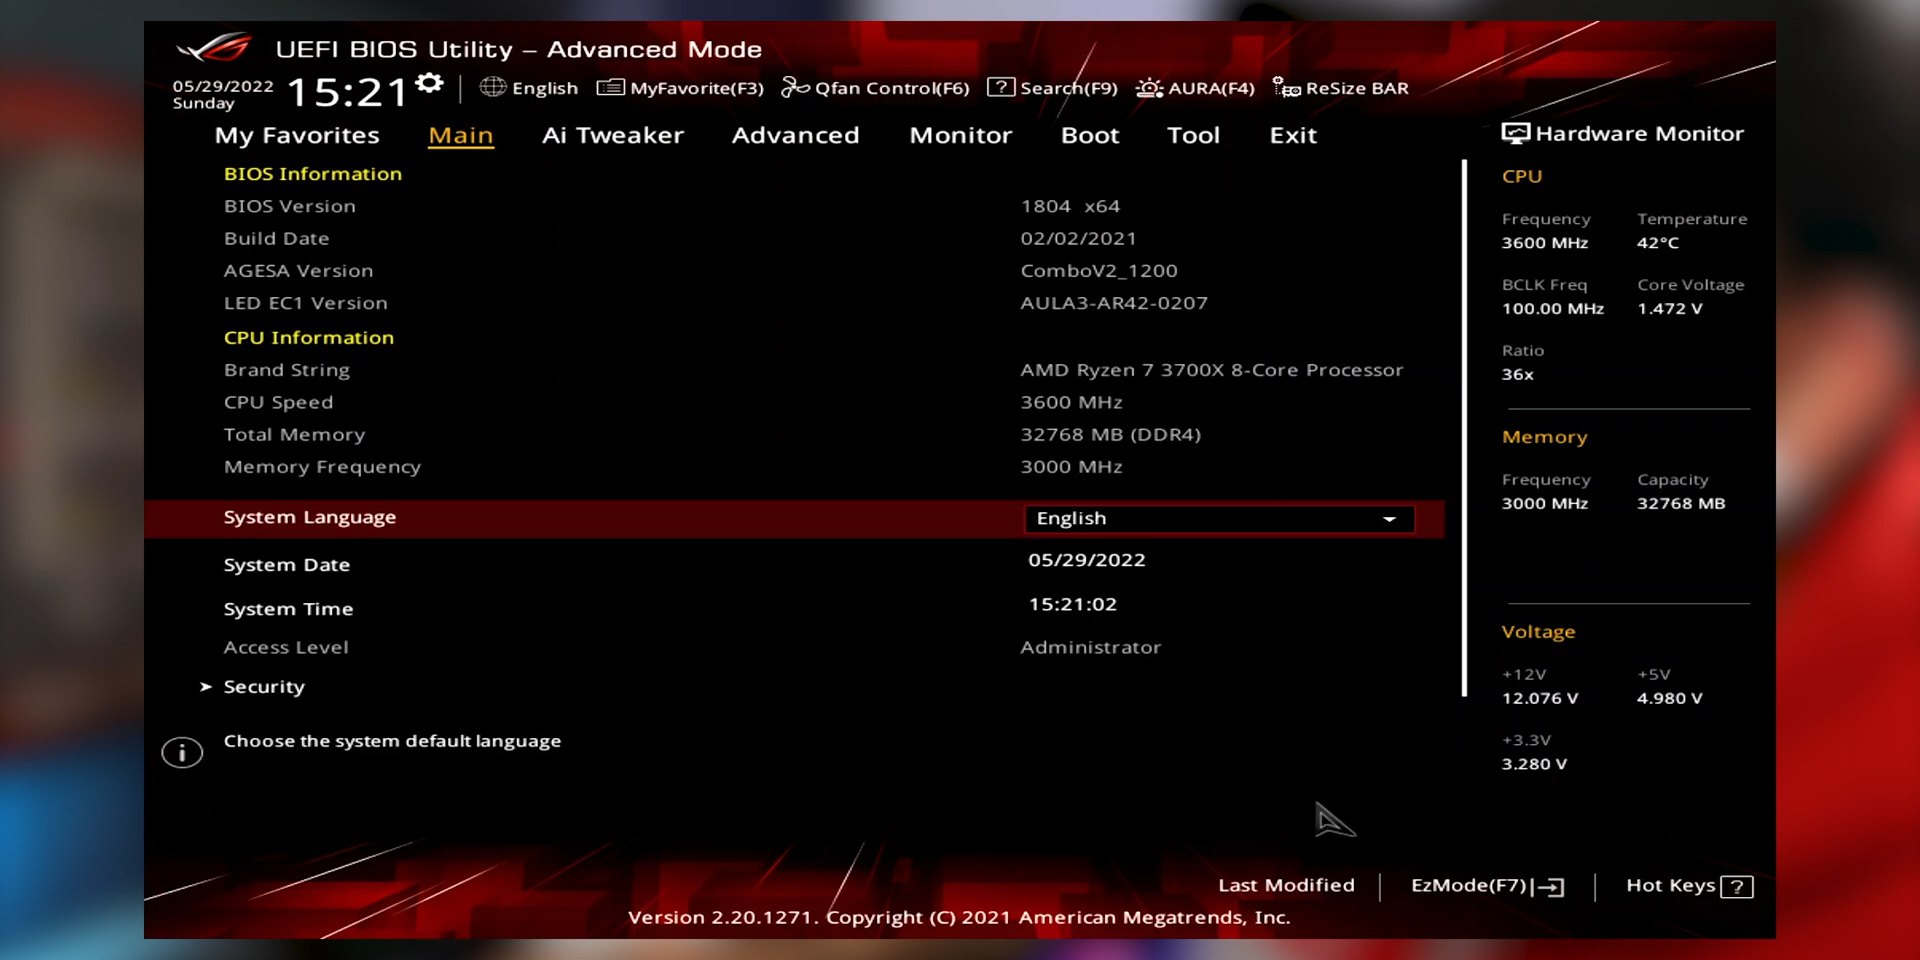 UEFI BIOS Utility – Advanced Mode
05/29/2022
Sunday
15:21
English
MyFavorite(F3)
Qfan Control(F6)
? Search(F9)
AURA(F4)
ReSize BAR
My Favorites Main Ai Tweaker Advanced Monitor Boot Tool Exit
BIOS Information
BIOS Version 1804 x64
Build Date 02/02/2021
AGESA Version ComboV2_1200
LED EC1 Version AULA3-AR42-0207
CPU Information
Brand String AMD Ryzen 7 3700X 8-Core Processor
CPU Speed 3600 MHz
Total Memory 32768 MB (DDR4)
Memory Frequency 3000 MHz
System Language English
System Date 05/29/2022
System Time 15:21:02
Access Level Administrator
Security
i Choose the system default language
Hardware Monitor
CPU
Frequency Temperature
3600 MHz 42°C
BCLK Freq Core Voltage
100.00 MHz 1.472 V
Ratio
36x
Memory
Frequency Capacity
3000 MHz 32768 MB
Voltage
+12V +5V
12.076 V 4.980 V
+3.3V
3.280 V
Last Modified EzMode(F7) Hot Keys ?
Version 2.20.1271. Copyright (C) 2021 American Megatrends, Inc.